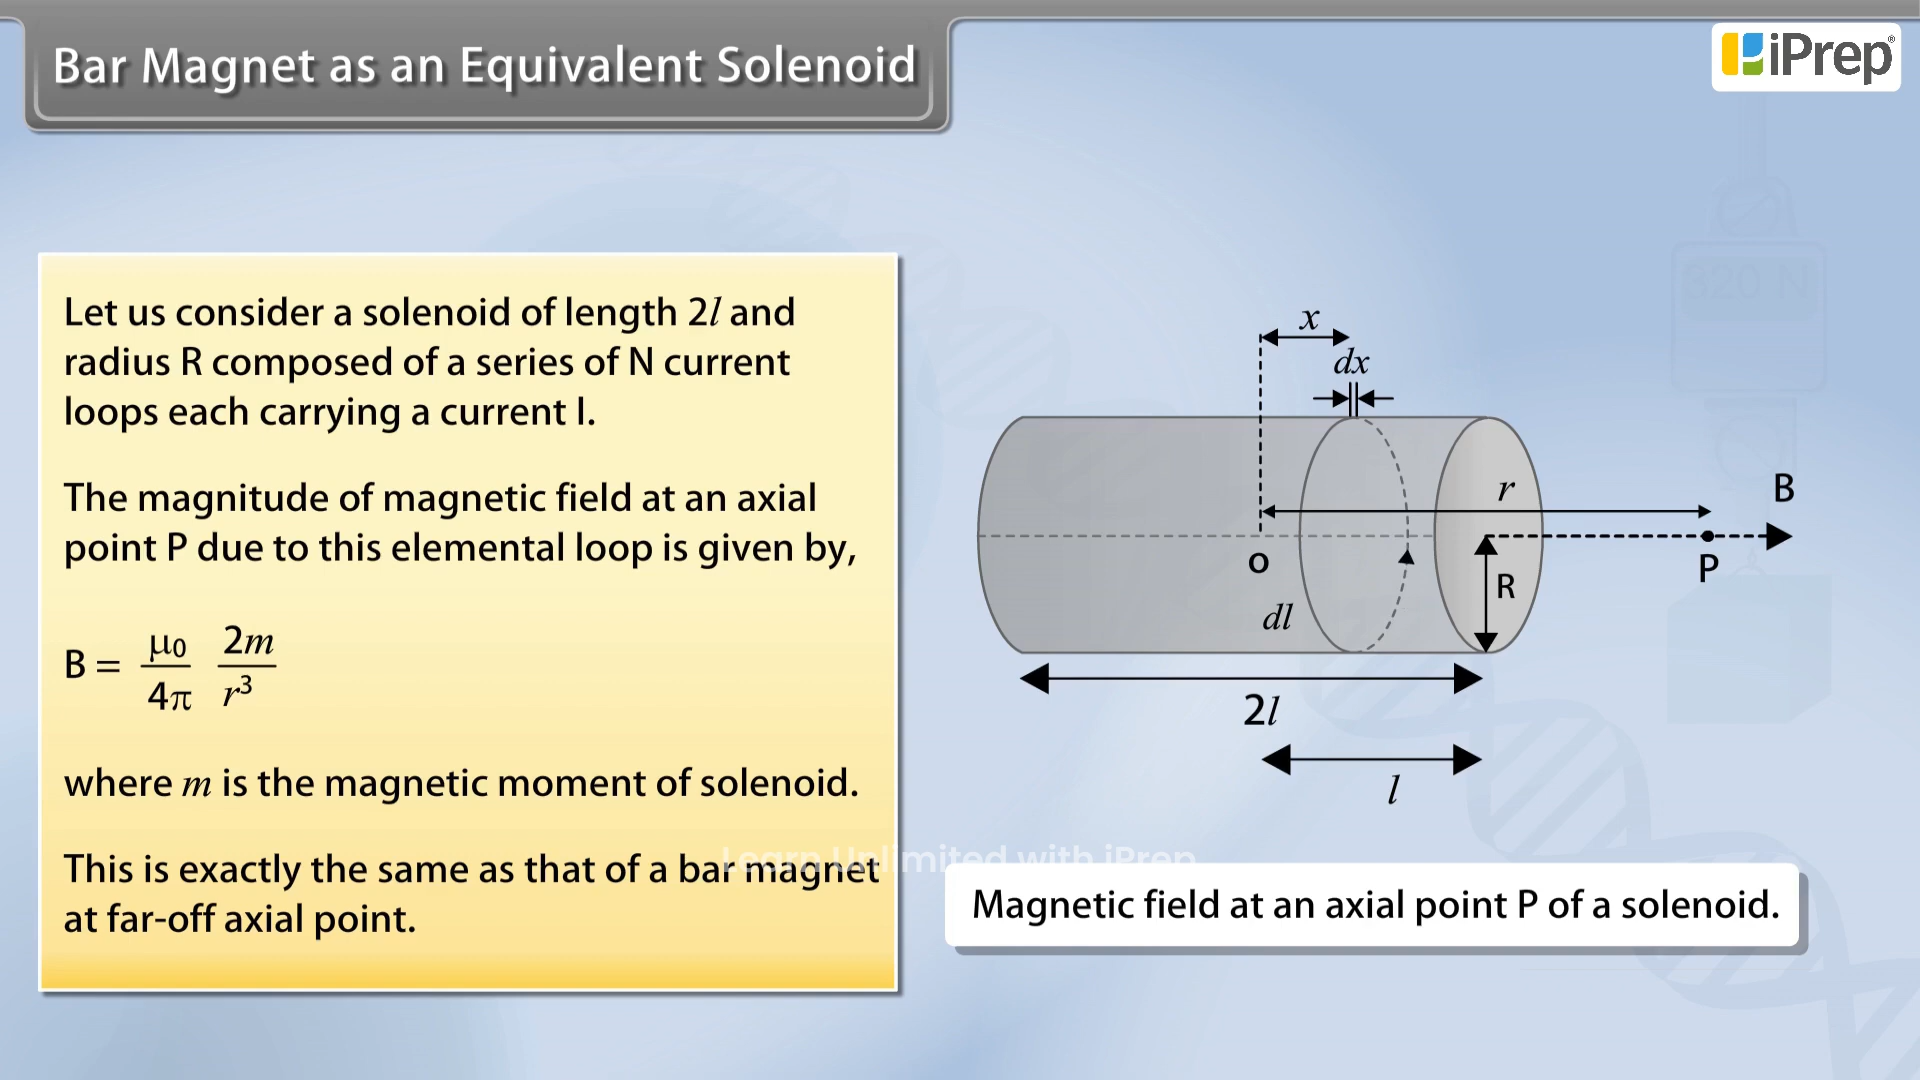 Bar Magnet as an Equivalent Solenoid
iPrep®
Let us consider a solenoid of length 2l and
radius R composed of a series of N current
loops each carrying a current I.
The magnitude of magnetic field at an axial
point P due to this elemental loop is given by,
B = μ0/4π 2m/r³
where m is the magnetic moment of solenoid.
This is exactly the same as that of a bar magnet
at far-off axial point.
x
dx
r
B
o
P
R
dl
2l
l
320 N
Learn Unlimited with iPrep
Magnetic field at an axial point P of a solenoid.